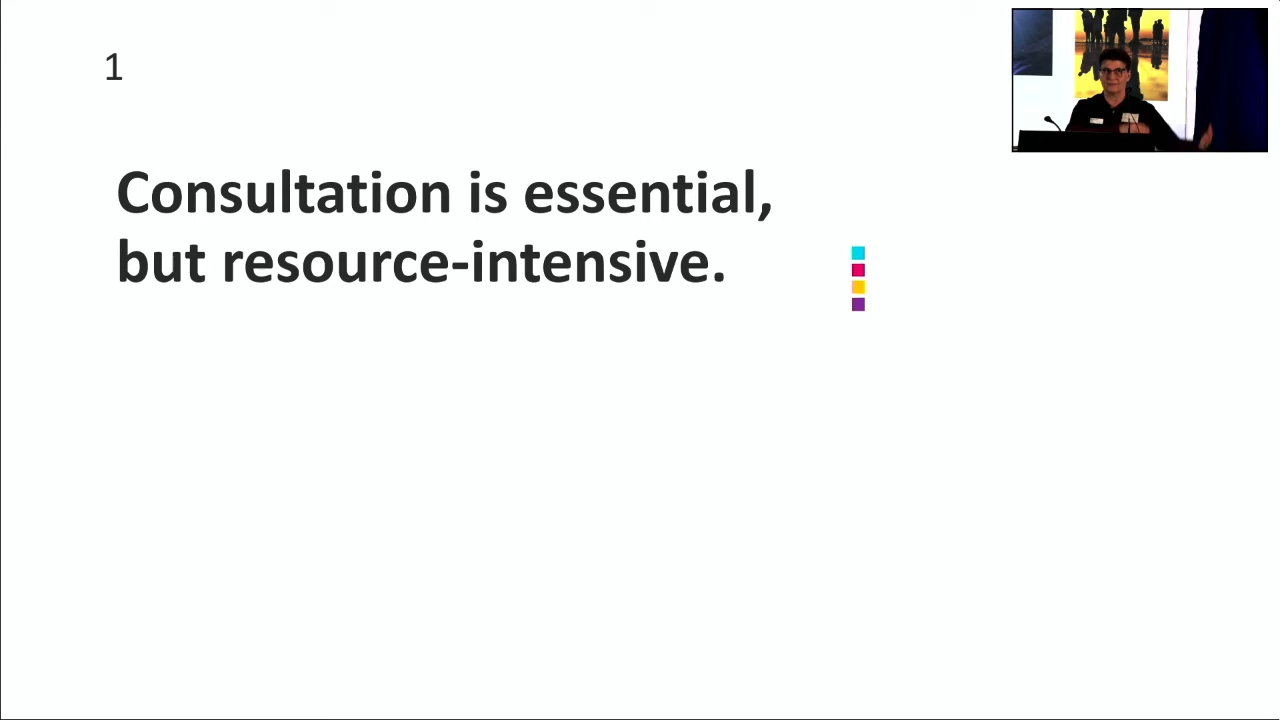 1
Consultation is essential,
but resource-intensive.